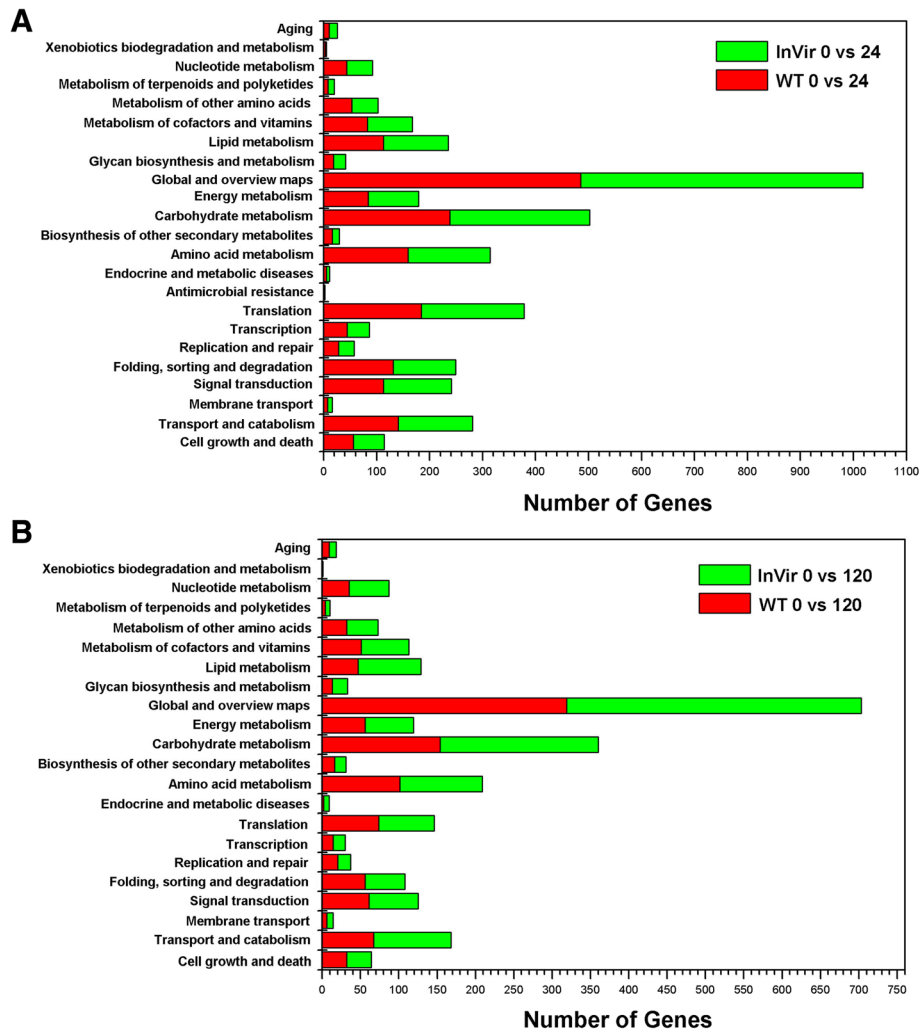 A
Aging
Xenobiotics biodegradation and metabolism
Nucleotide metabolism
Metabolism of terpenoids and polyketides
Metabolism of other amino acids
Metabolism of cofactors and vitamins
Lipid metabolism
Glycan biosynthesis and metabolism
Global and overview maps
Energy metabolism
Carbohydrate metabolism
Biosynthesis of other secondary metabolites
Amino acid metabolism
Endocrine and metabolic diseases
Antimicrobial resistance
Translation
Transcription
Replication and repair
Folding, sorting and degradation
Signal transduction
Membrane transport
Transport and catabolism
Cell growth and death
InVir 0 vs 24
WT 0 vs 24
0 100 200 300 400 500 600 700 800 900 1000 1100
Number of Genes
B
Aging
Xenobiotics biodegradation and metabolism
Nucleotide metabolism
Metabolism of terpenoids and polyketides
Metabolism of other amino acids
Metabolism of cofactors and vitamins
Lipid metabolism
Glycan biosynthesis and metabolism
Global and overview maps
Energy metabolism
Carbohydrate metabolism
Biosynthesis of other secondary metabolites
Amino acid metabolism
Endocrine and metabolic diseases
Translation
Transcription
Replication and repair
Folding, sorting and degradation
Signal transduction
Membrane transport
Transport and catabolism
Cell growth and death
InVir 0 vs 120
WT 0 vs 120
0 50 100 150 200 250 300 350 400 450 500 550 600 650 700 750
Number of Genes